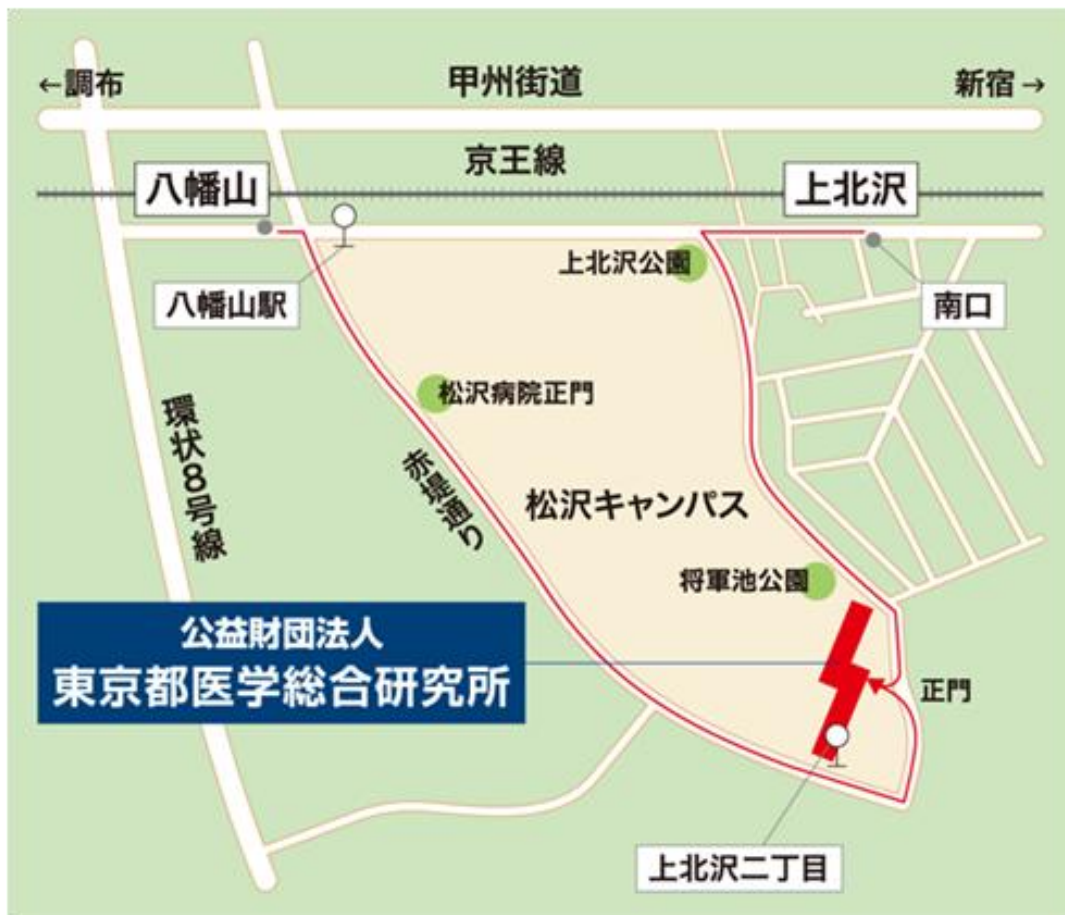 ←調布
甲州街道
新宿→
京王線
八幡山
上北沢
上北沢公園
八幡山駅
南口
松沢病院正門
環状8号線
赤堤通り
松沢キャンパス
将軍池公園
公益財団法人
東京都医学総合研究所
正門
上北沢二丁目